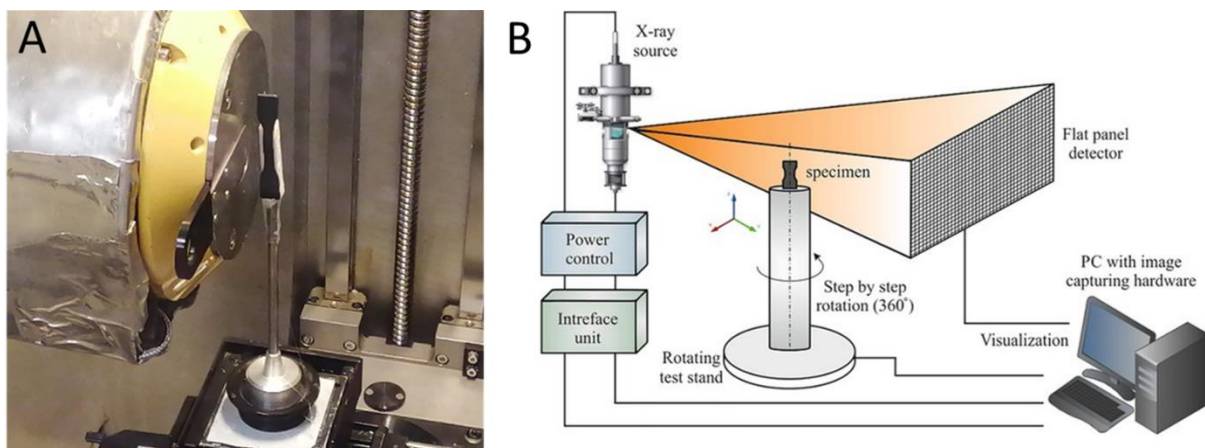 A
B
X-ray
source
Flat panel
detector
specimen
Power
control
Step by step
rotation (360°)
PC with image
capturing hardware
Intreface
unit
Visualization
Rotating
test stand